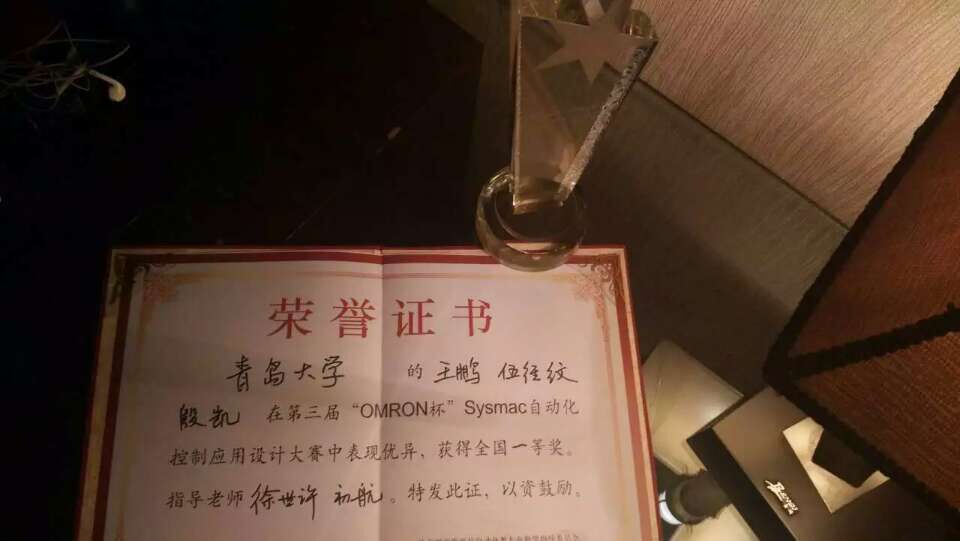 荣誉证书
青岛大学 的 王鹏 伍经纹
殷凯 在第三届“OMRON杯”Sysmac自动化
控制应用设计大赛中表现优异，获得全国一等奖。
指导老师 徐世许 初航。特发此证，以资鼓励。